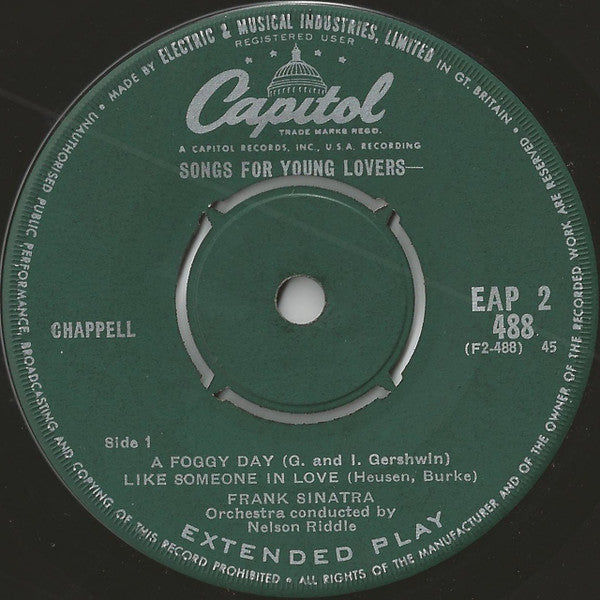 • MADE BY ELECTRIC & MUSICAL INDUSTRIES, LIMITED IN GT. BRITAIN •
REGISTERED USER
Capitol
TRADE MARKS REGD.
A CAPITOL RECORDS, INC., U.S.A. RECORDING
SONGS FOR YOUNG LOVERS—
CHAPPELL
EAP 2
488
(F2-488) 45
Side 1
A FOGGY DAY (G. and I. Gershwin)
LIKE SOMEONE IN LOVE (Heusen, Burke)
FRANK SINATRA
Orchestra conducted by
Nelson Riddle
EXTENDED PLAY
UNAUTHORISED PUBLIC PERFORMANCE, BROADCASTING AND COPYING OF THIS RECORD PROHIBITED • ALL RIGHTS OF THE MANUFACTURER AND OF THE OWNER OF THE RECORDED WORK ARE RESERVED.